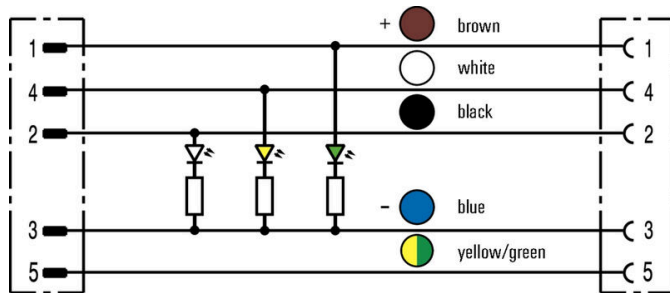 1 + brown 1
white
4 4
black
2 2
- blue
3 3
yellow/green
5 5